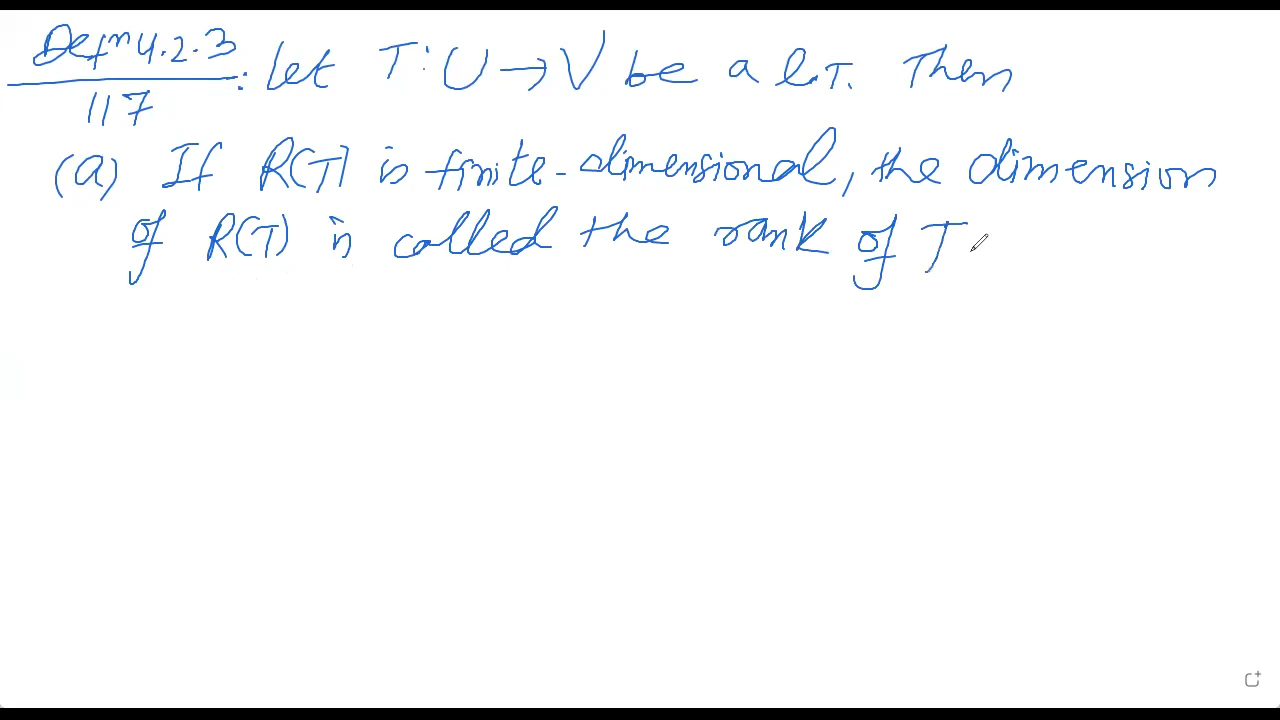 Defn 4.2.3
117 : Let T: U → V be a l.T. Then
(a) If R(T) is finite-dimensional, the dimension
of R(T) is called the rank of T